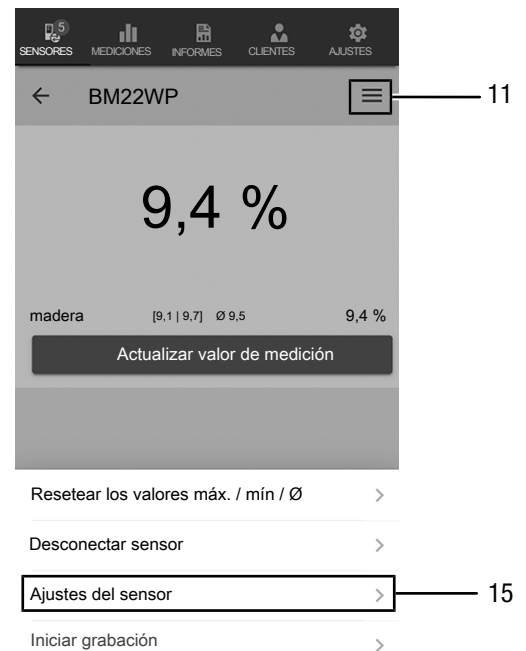 5
SENSORES MEDICIONES INFORMES CLIENTES AJUSTES
BM22WP
11
9,4 %
madera [9,1 | 9,7] Ø 9,5 9,4 %
Actualizar valor de medición
Resetear los valores máx. / mín / Ø
Desconectar sensor
Ajustes del sensor
15
Iniciar grabación